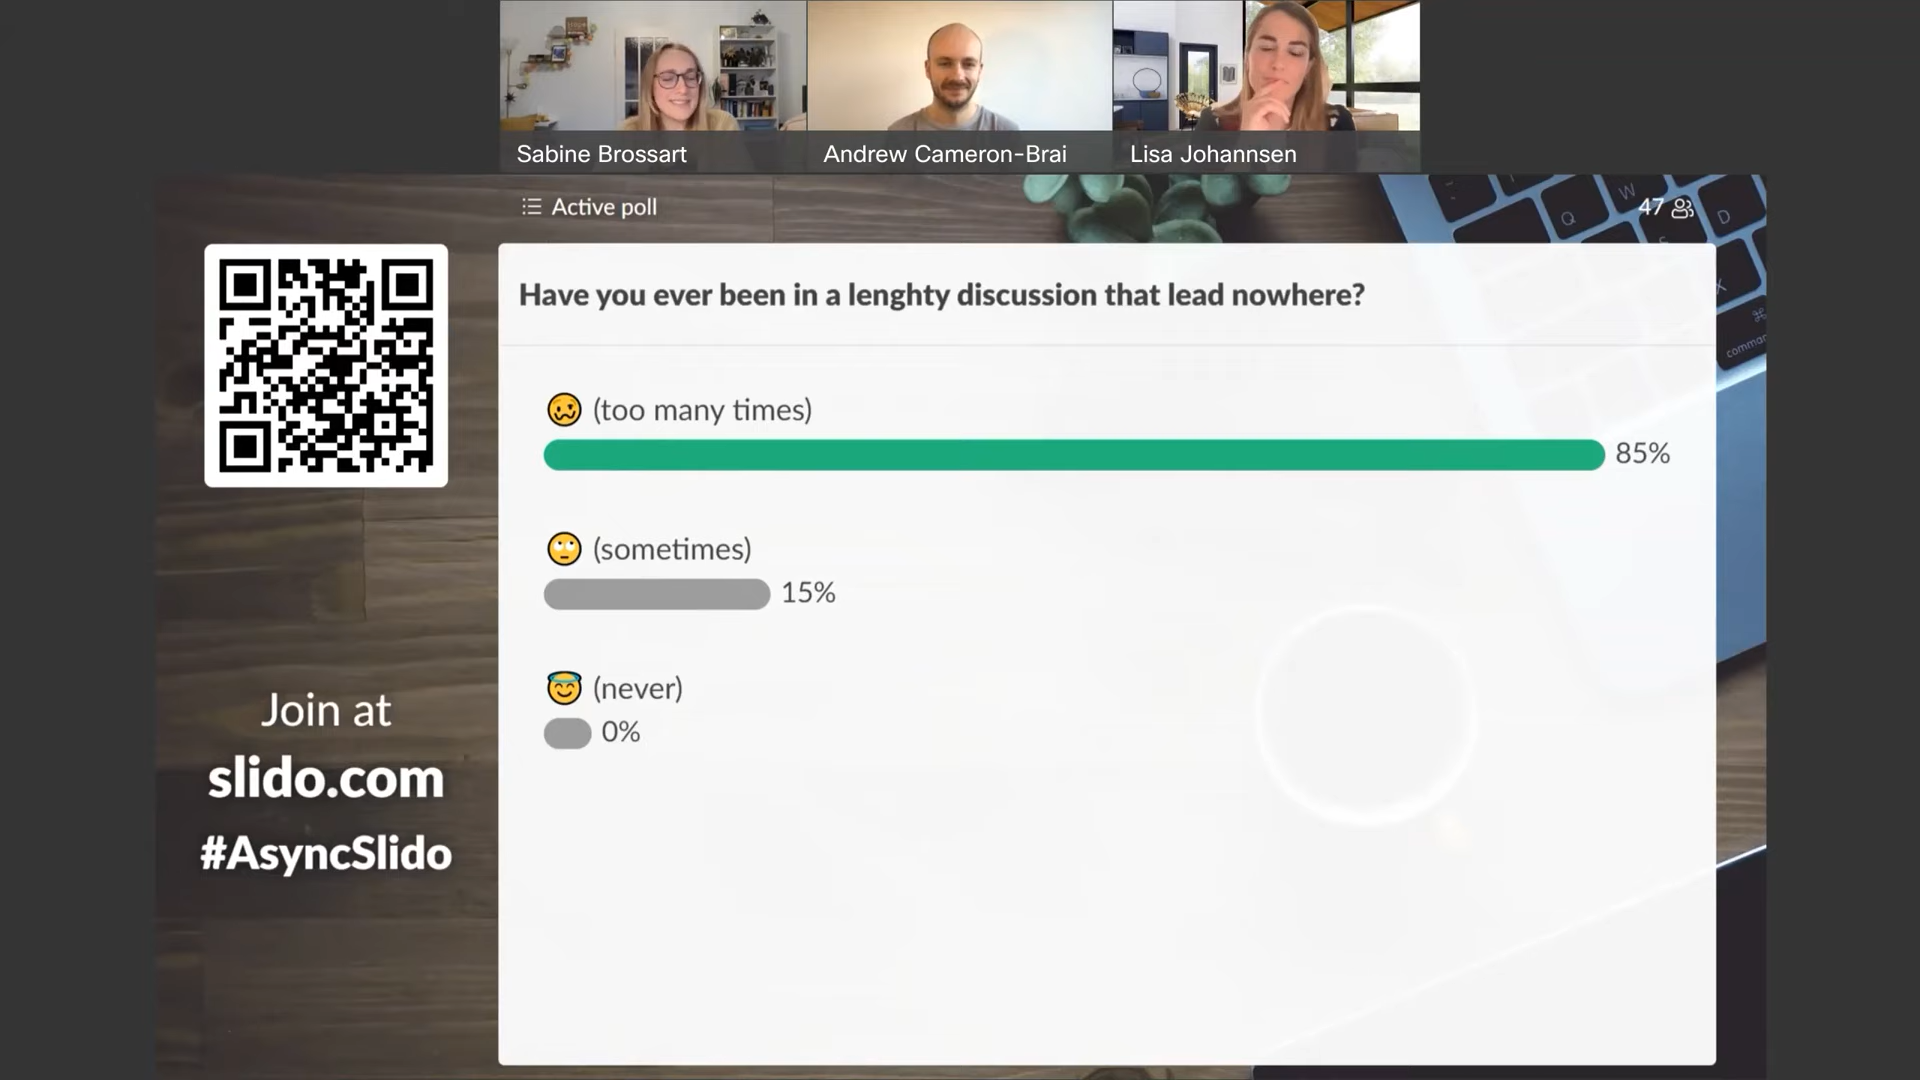 Sabine Brossart
Andrew Cameron-Brai
Lisa Johannsen
Active poll
47
Q
W
D
X
command
Have you ever been in a lenghty discussion that lead nowhere?
(too many times)
85%
(sometimes)
15%
(never)
0%
Join at
slido.com
#AsyncSlido